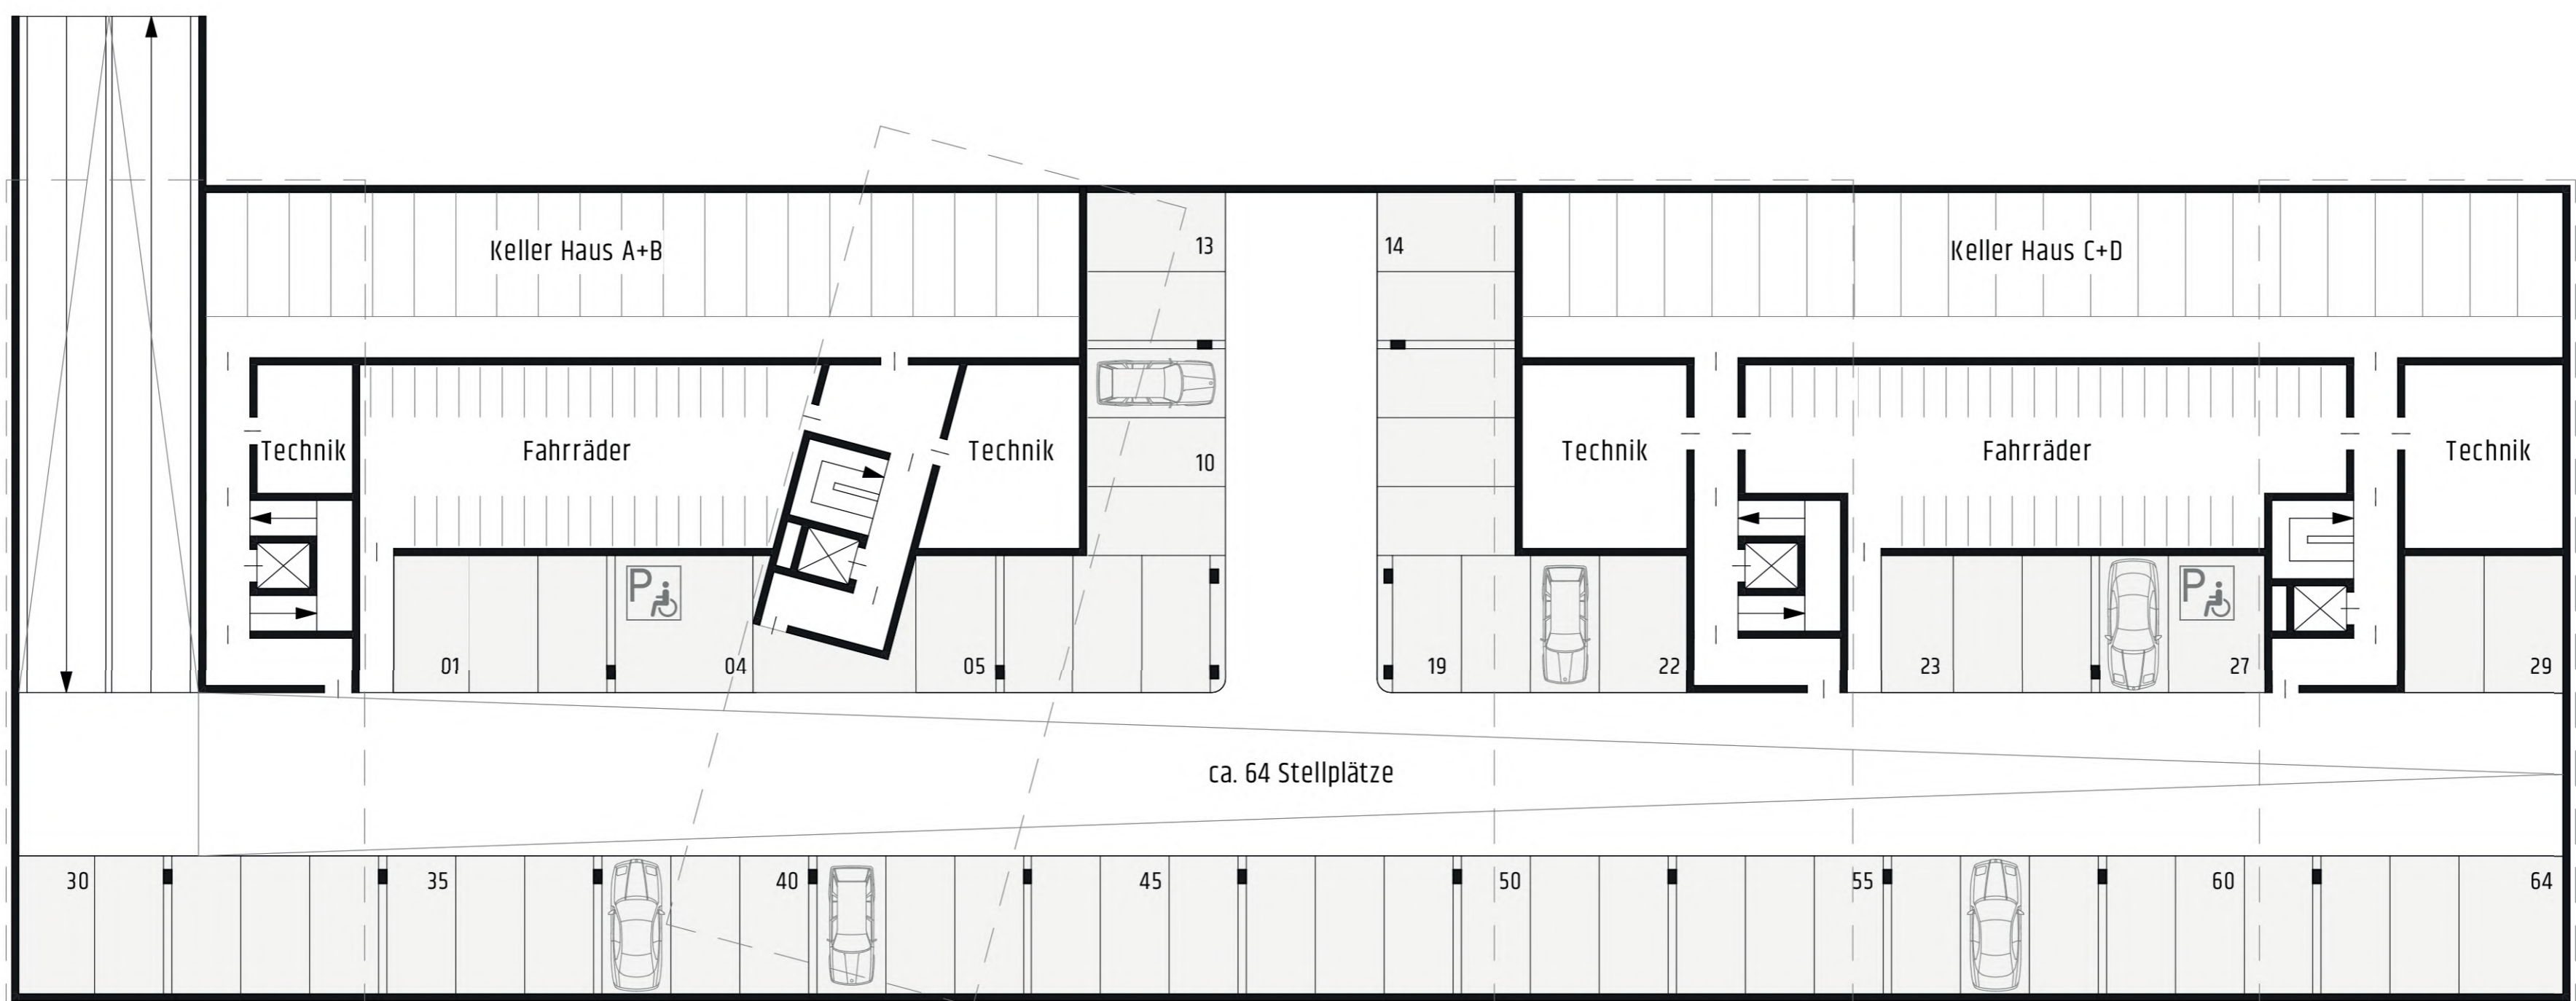 Keller Haus A+B
13
14
Keller Haus C+D
Technik
Fahrräder
Technik
10
Technik
Fahrräder
Technik
P
P
01
04
05
19
22
23
27
29
ca. 64 Stellplätze
30
35
40
45
50
55
60
64